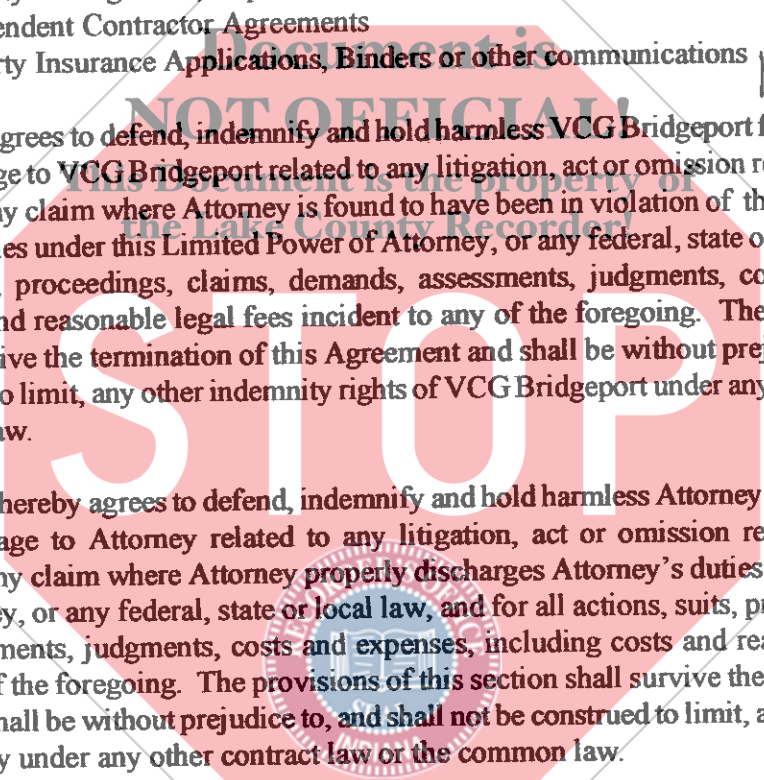 endent Contractor Agreements
rty Insurance Applications, Binders or other communications
Document is
NOT OFFICIAL!
This Document is the property of
the Lake County Recorder!
STOP
grees to defend, indemnify and hold harmless VCG Bridgeport f
ge to VCG Bridgeport related to any litigation, act or omission r
ny claim where Attorney is found to have been in violation of th
es under this Limited Power of Attorney, or any federal, state o
, proceedings, claims, demands, assessments, judgments, co
nd reasonable legal fees incident to any of the foregoing. The
ive the termination of this Agreement and shall be without prej
o limit, any other indemnity rights of VCG Bridgeport under any
aw.
hereby agrees to defend, indemnify and hold harmless Attorney
age to Attorney related to any litigation, act or omission re
ny claim where Attorney properly discharges Attorney's duties
ey, or any federal, state or local law, and for all actions, suits, pr
ments, judgments, costs and expenses, including costs and rea
f the foregoing. The provisions of this section shall survive the
hall be without prejudice to, and shall not be construed to limit, a
y under any other contract law or the common law.
SEAL